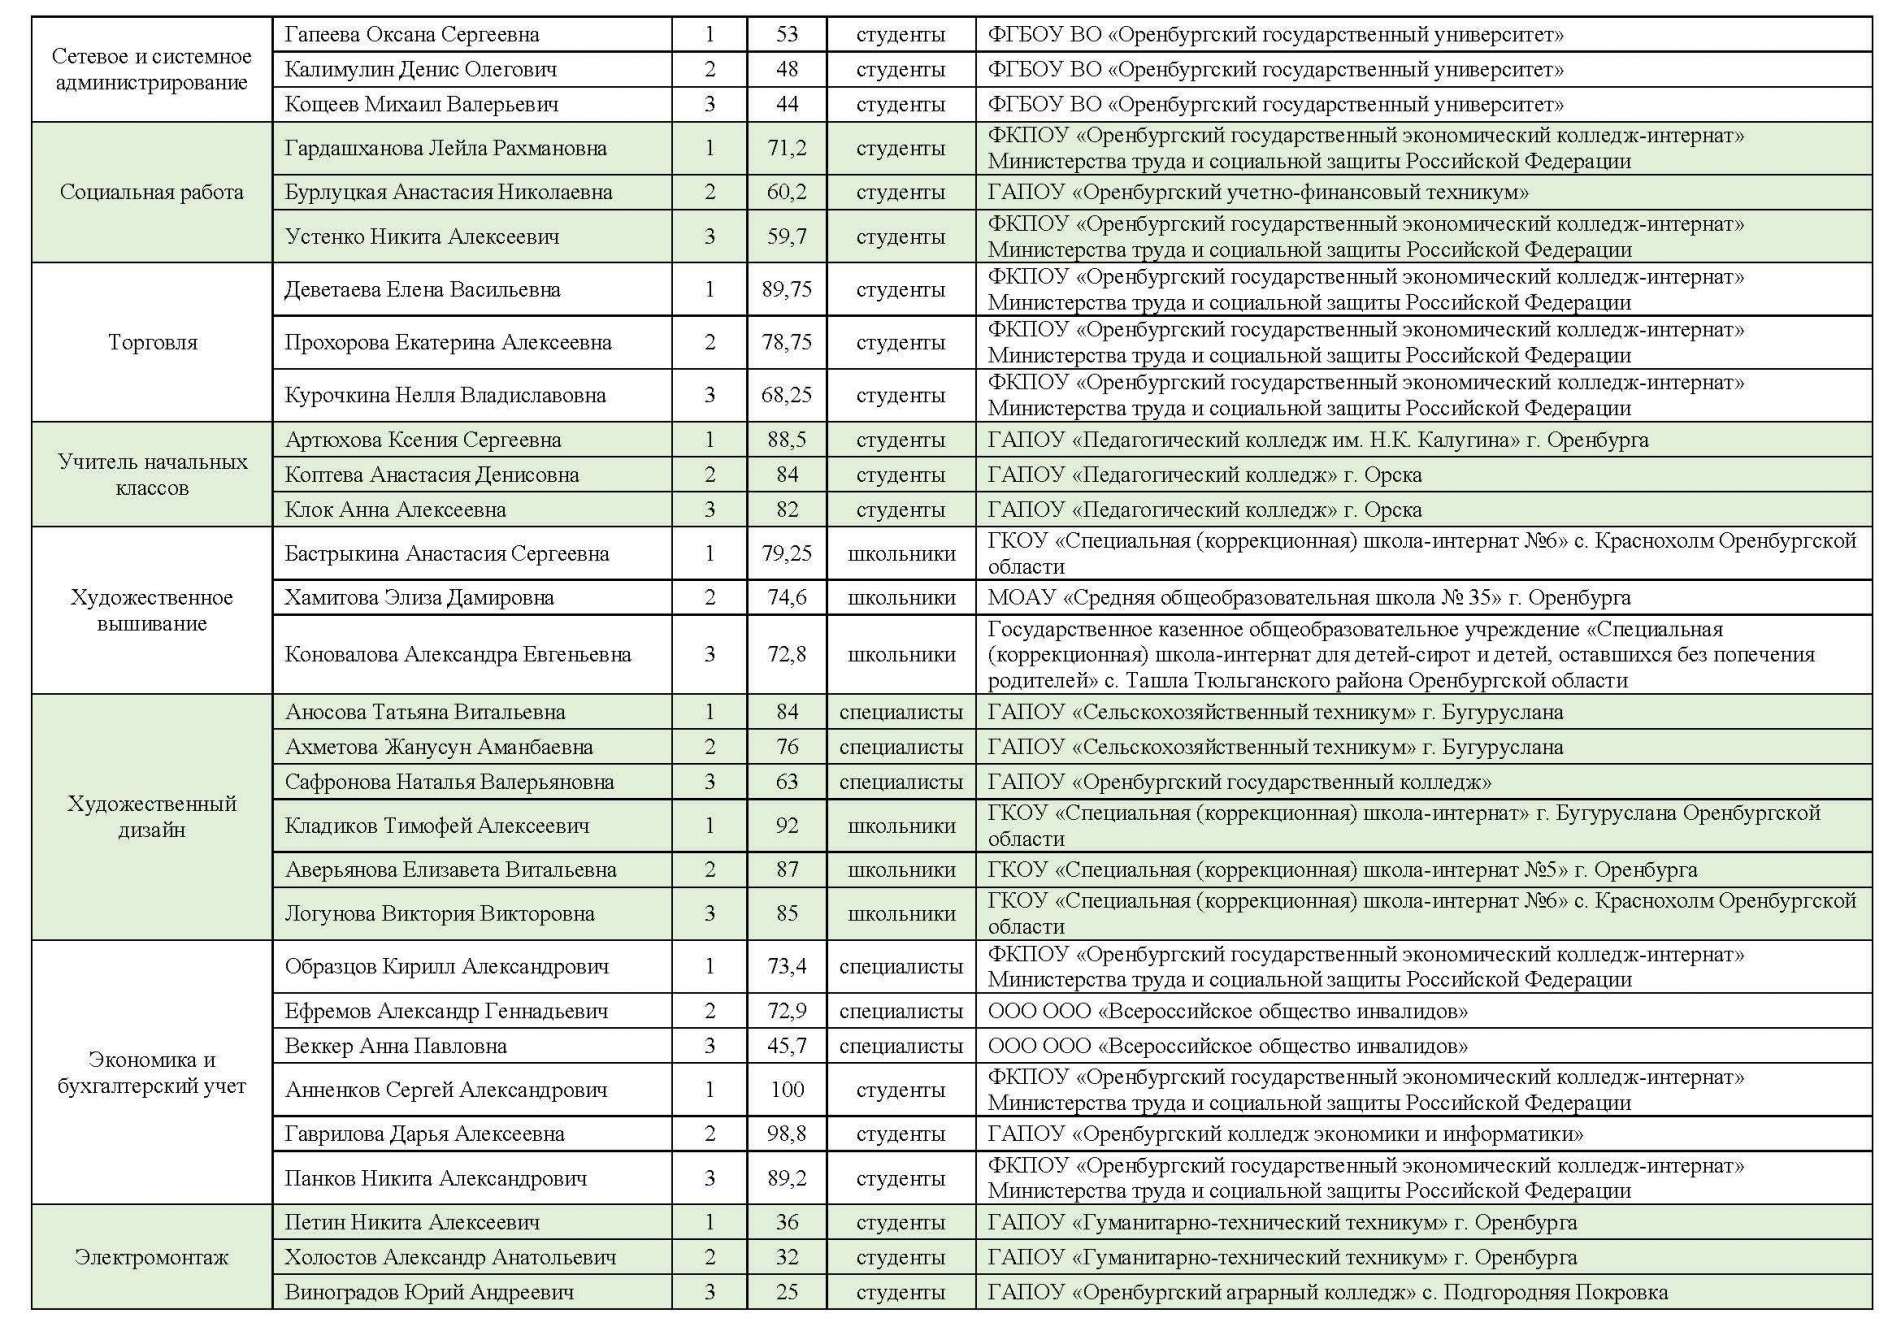 Сетевое и системное
администрирование
Гапеева Оксана Сергеевна 1 53 студенты ФГБОУ ВО «Оренбургский государственный университет»
Калимулин Денис Олегович 2 48 студенты ФГБОУ ВО «Оренбургский государственный университет»
Кощеев Михаил Валерьевич 3 44 студенты ФГБОУ ВО «Оренбургский государственный университет»
Социальная работа
Гардашханова Лейла Рахмановна 1 71,2 студенты ФКПОУ «Оренбургский государственный экономический колледж-интернат»
Министерства труда и социальной защиты Российской Федерации
Бурлуцкая Анастасия Николаевна 2 60,2 студенты ГАПОУ «Оренбургский учетно-финансовый техникум»
Устенко Никита Алексеевич 3 59,7 студенты ФКПОУ «Оренбургский государственный экономический колледж-интернат»
Министерства труда и социальной защиты Российской Федерации
Торговля
Деветаева Елена Васильевна 1 89,75 студенты ФКПОУ «Оренбургский государственный экономический колледж-интернат»
Министерства труда и социальной защиты Российской Федерации
Прохорова Екатерина Алексеевна 2 78,75 студенты ФКПОУ «Оренбургский государственный экономический колледж-интернат»
Министерства труда и социальной защиты Российской Федерации
Курочкина Нелля Владиславовна 3 68,25 студенты ФКПОУ «Оренбургский государственный экономический колледж-интернат»
Министерства труда и социальной защиты Российской Федерации
Учитель начальных
классов
Артюхова Ксения Сергеевна 1 88,5 студенты ГАПОУ «Педагогический колледж им. Н.К. Калугина» г. Оренбурга
Коптева Анастасия Денисовна 2 84 студенты ГАПОУ «Педагогический колледж» г. Орска
Клок Анна Алексеевна 3 82 студенты ГАПОУ «Педагогический колледж» г. Орска
Художественное
вышивание
Бастрыкина Анастасия Сергеевна 1 79,25 школьники ГКОУ «Специальная (коррекционная) школа-интернат №6» с. Краснохолм Оренбургской
области
Хамитова Элиза Дамировна 2 74,6 школьники МОАУ «Средняя общеобразовательная школа № 35» г. Оренбурга
Коновалова Александра Евгеньевна 3 72,8 школьники Государственное казенное общеобразовательное учреждение «Специальная
(коррекционная) школа-интернат для детей-сирот и детей, оставшихся без попечения
родителей» с. Ташла Тюльганского района Оренбургской области
Художественный
дизайн
Аносова Татьяна Витальевна 1 84 специалисты ГАПОУ «Сельскохозяйственный техникум» г. Бугуруслана
Ахметова Жанусун Аманбаевна 2 76 специалисты ГАПОУ «Сельскохозяйственный техникум» г. Бугуруслана
Сафронова Наталья Валерьяновна 3 63 специалисты ГАПОУ «Оренбургский государственный колледж»
Кладиков Тимофей Алексеевич 1 92 школьники ГКОУ «Специальная (коррекционная) школа-интернат» г. Бугуруслана Оренбургской
области
Аверьянова Елизавета Витальевна 2 87 школьники ГКОУ «Специальная (коррекционная) школа-интернат №5» г. Оренбурга
Логунова Виктория Викторовна 3 85 школьники ГКОУ «Специальная (коррекционная) школа-интернат №6» с. Краснохолм Оренбургской
области
Экономика и
бухгалтерский учет
Образцов Кирилл Александрович 1 73,4 специалисты ФКПОУ «Оренбургский государственный экономический колледж-интернат»
Министерства труда и социальной защиты Российской Федерации
Ефремов Александр Геннадьевич 2 72,9 специалисты ООО ООО «Всероссийское общество инвалидов»
Веккер Анна Павловна 3 45,7 специалисты ООО ООО «Всероссийское общество инвалидов»
Анненков Сергей Александрович 1 100 студенты ФКПОУ «Оренбургский государственный экономический колледж-интернат»
Министерства труда и социальной защиты Российской Федерации
Гаврилова Дарья Алексеевна 2 98,8 студенты ГАПОУ «Оренбургский колледж экономики и информатики»
Панков Никита Александрович 3 89,2 студенты ФКПОУ «Оренбургский государственный экономический колледж-интернат»
Министерства труда и социальной защиты Российской Федерации
Электромонтаж
Петин Никита Алексеевич 1 36 студенты ГАПОУ «Гуманитарно-технический техникум» г. Оренбурга
Холостов Александр Анатольевич 2 32 студенты ГАПОУ «Гуманитарно-технический техникум» г. Оренбурга
Виноградов Юрий Андреевич 3 25 студенты ГАПОУ «Оренбургский аграрный колледж» с. Подгородняя Покровка